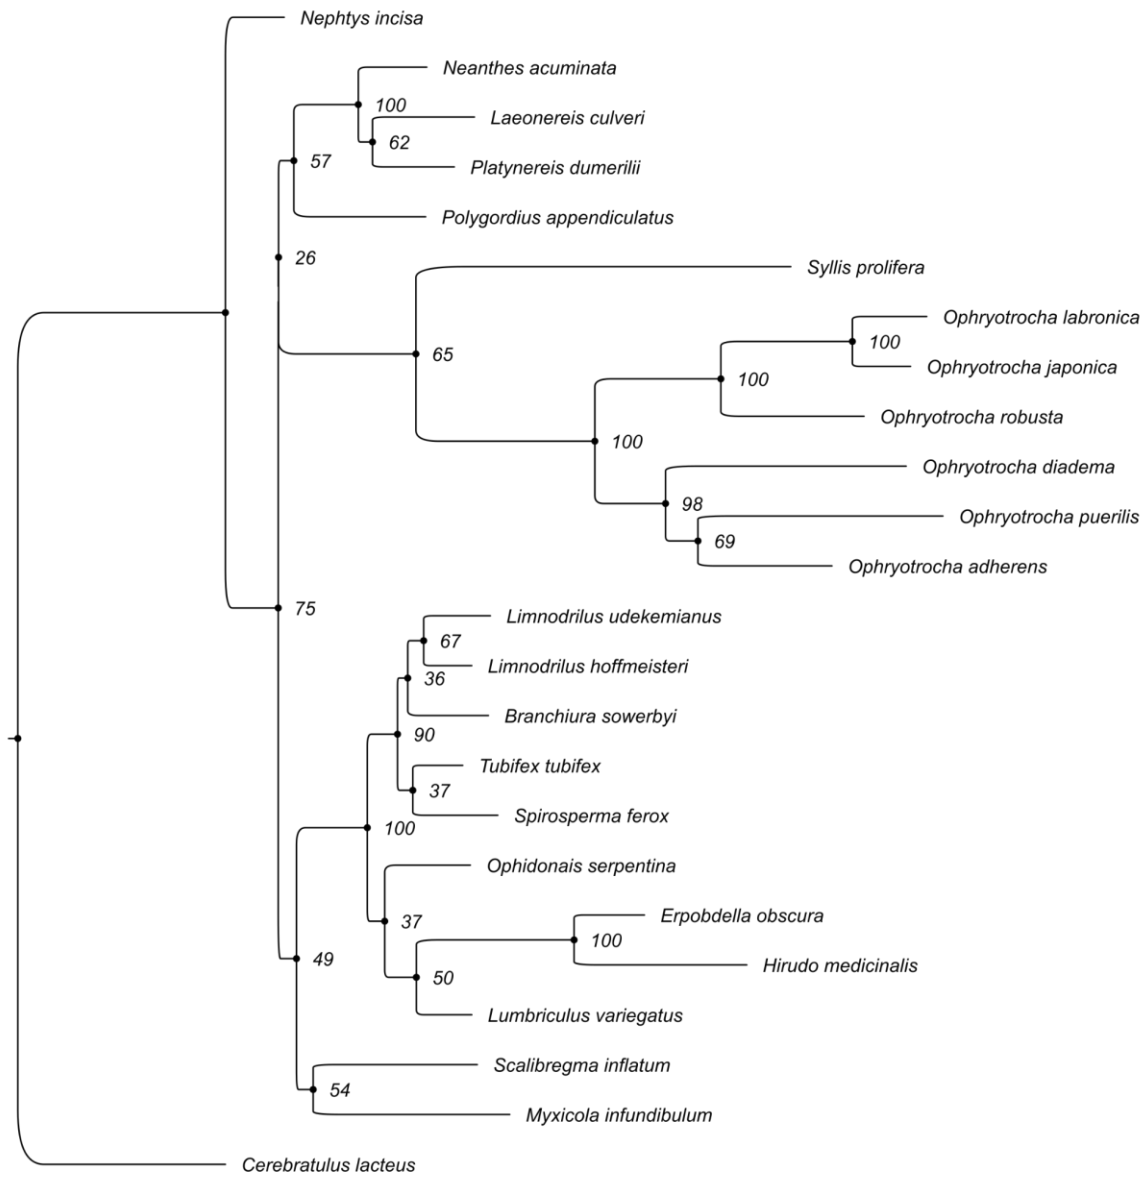 Nephtys incisa
Neanthes acuminata
100
Laeonereis culveri
62
57
Platynereis dumerilii
Polygordius appendiculatus
26
Syllis prolifera
Ophryotrocha labronica
100
65
Ophryotrocha japonica
100
Ophryotrocha robusta
100
Ophryotrocha diadema
98
Ophryotrocha puerilis
69
Ophryotrocha adherens
75
Limnodrilus udekemianus
67
Limnodrilus hoffmeisteri
36
Branchiura sowerbyi
90
Tubifex tubifex
37
Spirosperma ferox
100
Ophidonais serpentina
Erpobdella obscura
37
100
49
Hirudo medicinalis
50
Lumbriculus variegatus
Scalibregma inflatum
54
Myxicola infundibulum
Cerebratulus lacteus